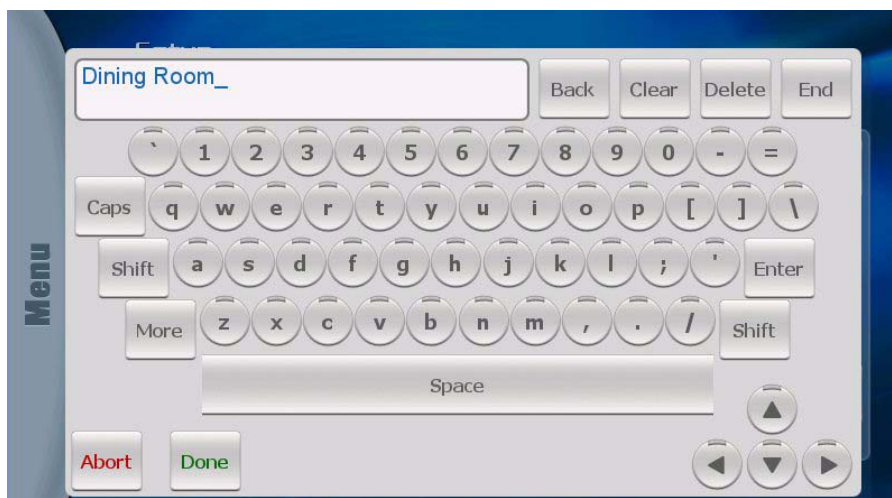 Setup
Dining Room_
Back Clear Delete End
` 1 2 3 4 5 6 7 8 9 0 - =
Caps q w e r t y u i o p [ ] \
Shift a s d f g h j k l ; ' Enter
More z x c v b n m , . / Shift
Space
Abort Done
Menu